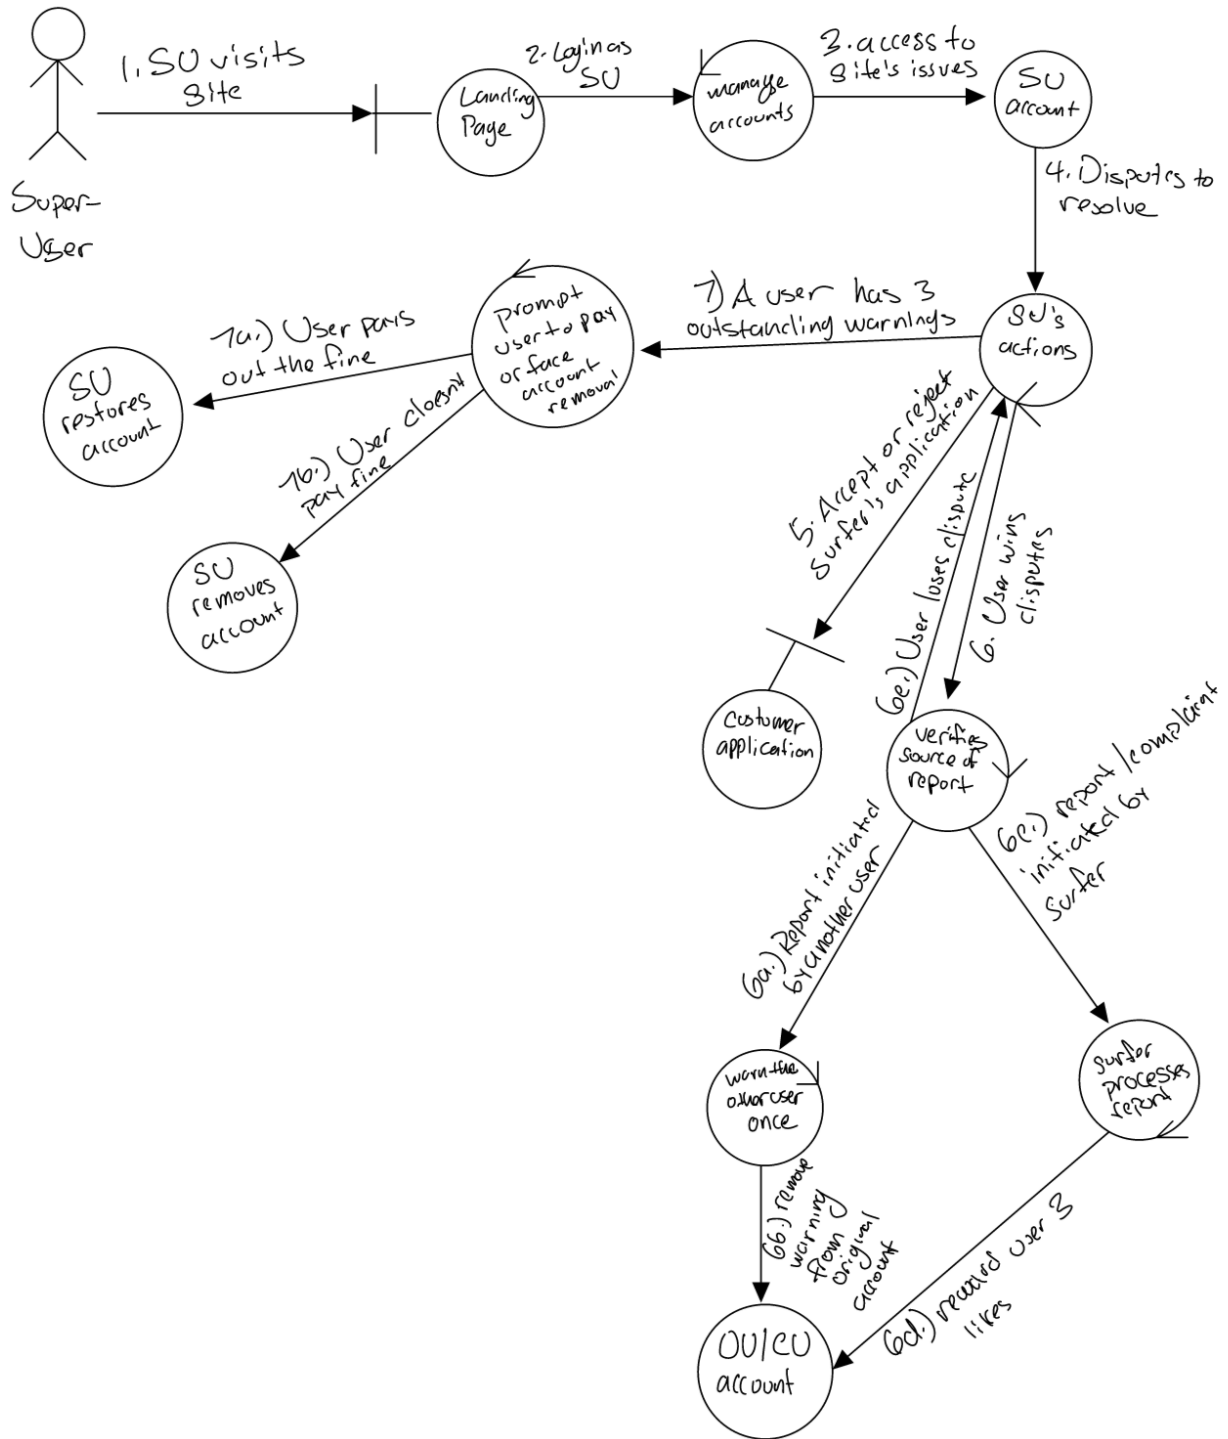 1. SU visits
site
Super-
User
Landing
Page
2. Login as
SU
manage
accounts
3. access to
site's issues
SU
account
4. Disputes to
resolve
SU's
actions
7) A user has 3
outstanding warnings
prompt
user to pay
or face
account
removal
7a.) User pays
out the fine
SU
restores
account
7b.) User doesn't
pay fine
SU
removes
account
5. Accept or reject
surfer's application
customer
application
6e.) User loses dispute
6. User wins
disputes
verifies
source of
report
6a.) Report initiated
by another user
6c.) report/complaint
initiated by
surfer
warn the
other user
once
surfer
processes
report
6b.) remove
warning
from
original
account
6d.) reward user 3
likes
OU/CU
account